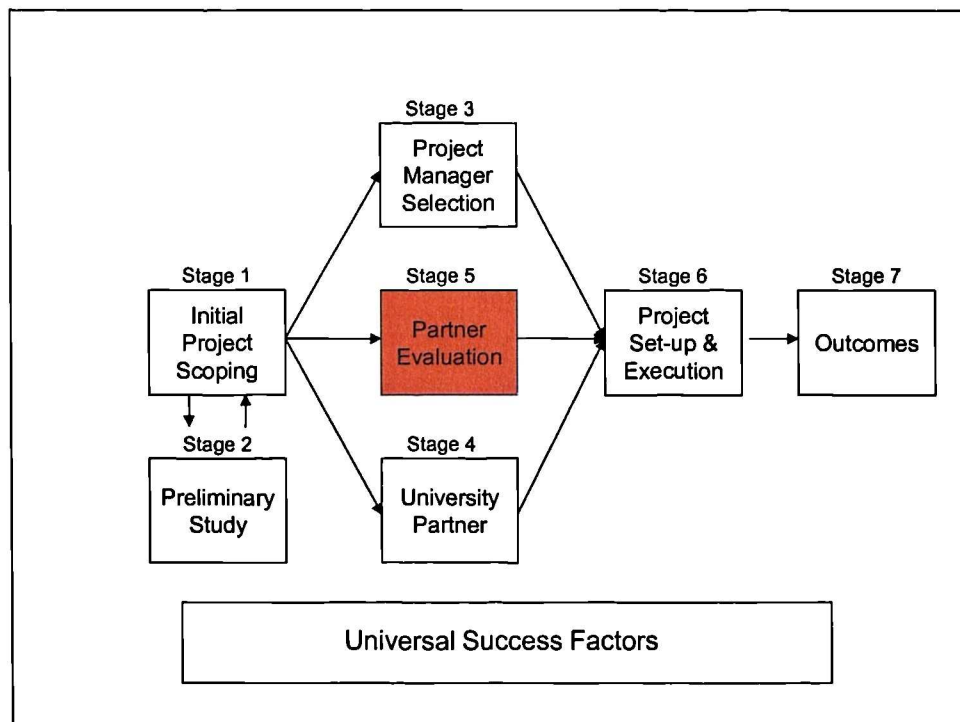 Stage 3
Project
Manager
Selection
Stage 1
Initial
Project
Scoping
Stage 5
Partner
Evaluation
Stage 6
Project
Set-up &
Execution
Stage 7
Outcomes
Stage 2
Preliminary
Study
Stage 4
University
Partner
Universal Success Factors